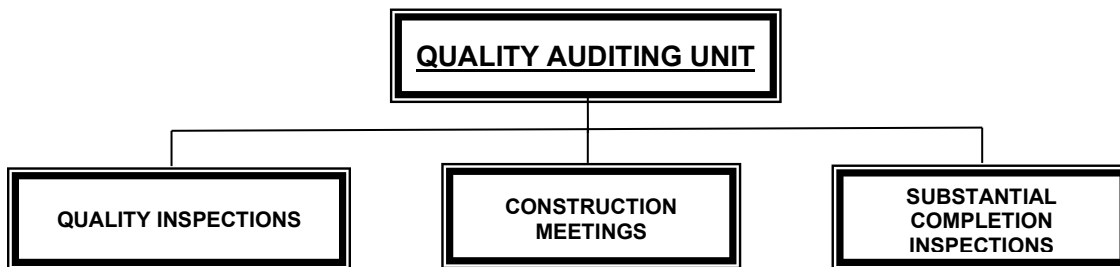 QUALITY AUDITING UNIT
QUALITY INSPECTIONS
CONSTRUCTION
MEETINGS
SUBSTANTIAL
COMPLETION
INSPECTIONS